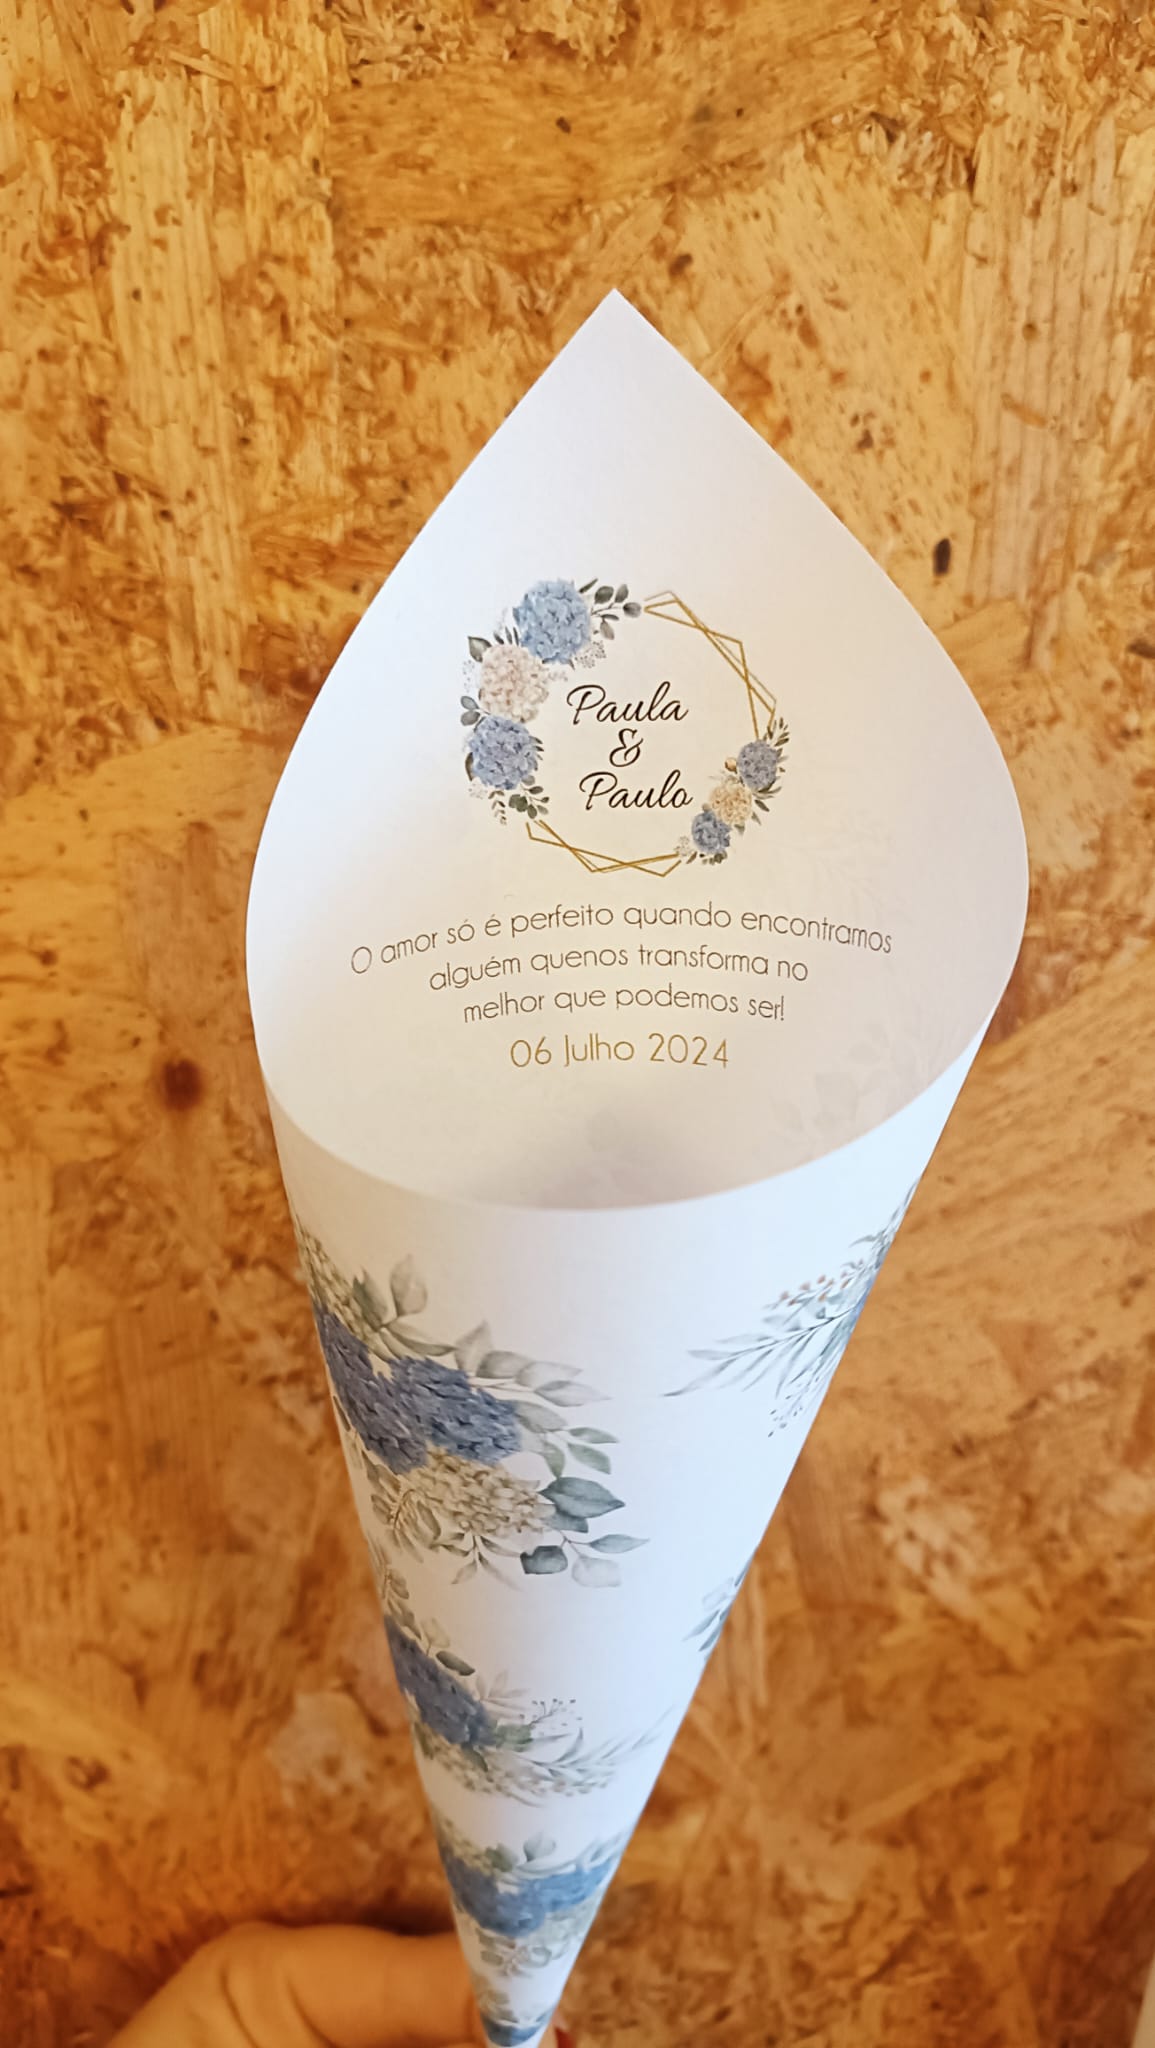 Paula
&
Paulo
O amor só é perfeito quando encontramos
alguém quenos transforma no
melhor que podemos ser!
06 Julho 2024